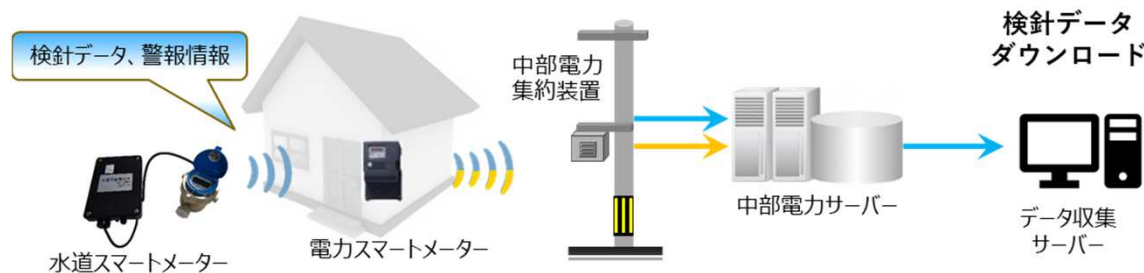 検針データ、警報情報
水道スマートメーター
電力スマートメーター
中部電力
集約装置
中部電力サーバー
検針データ
ダウンロード
データ収集
サーバー